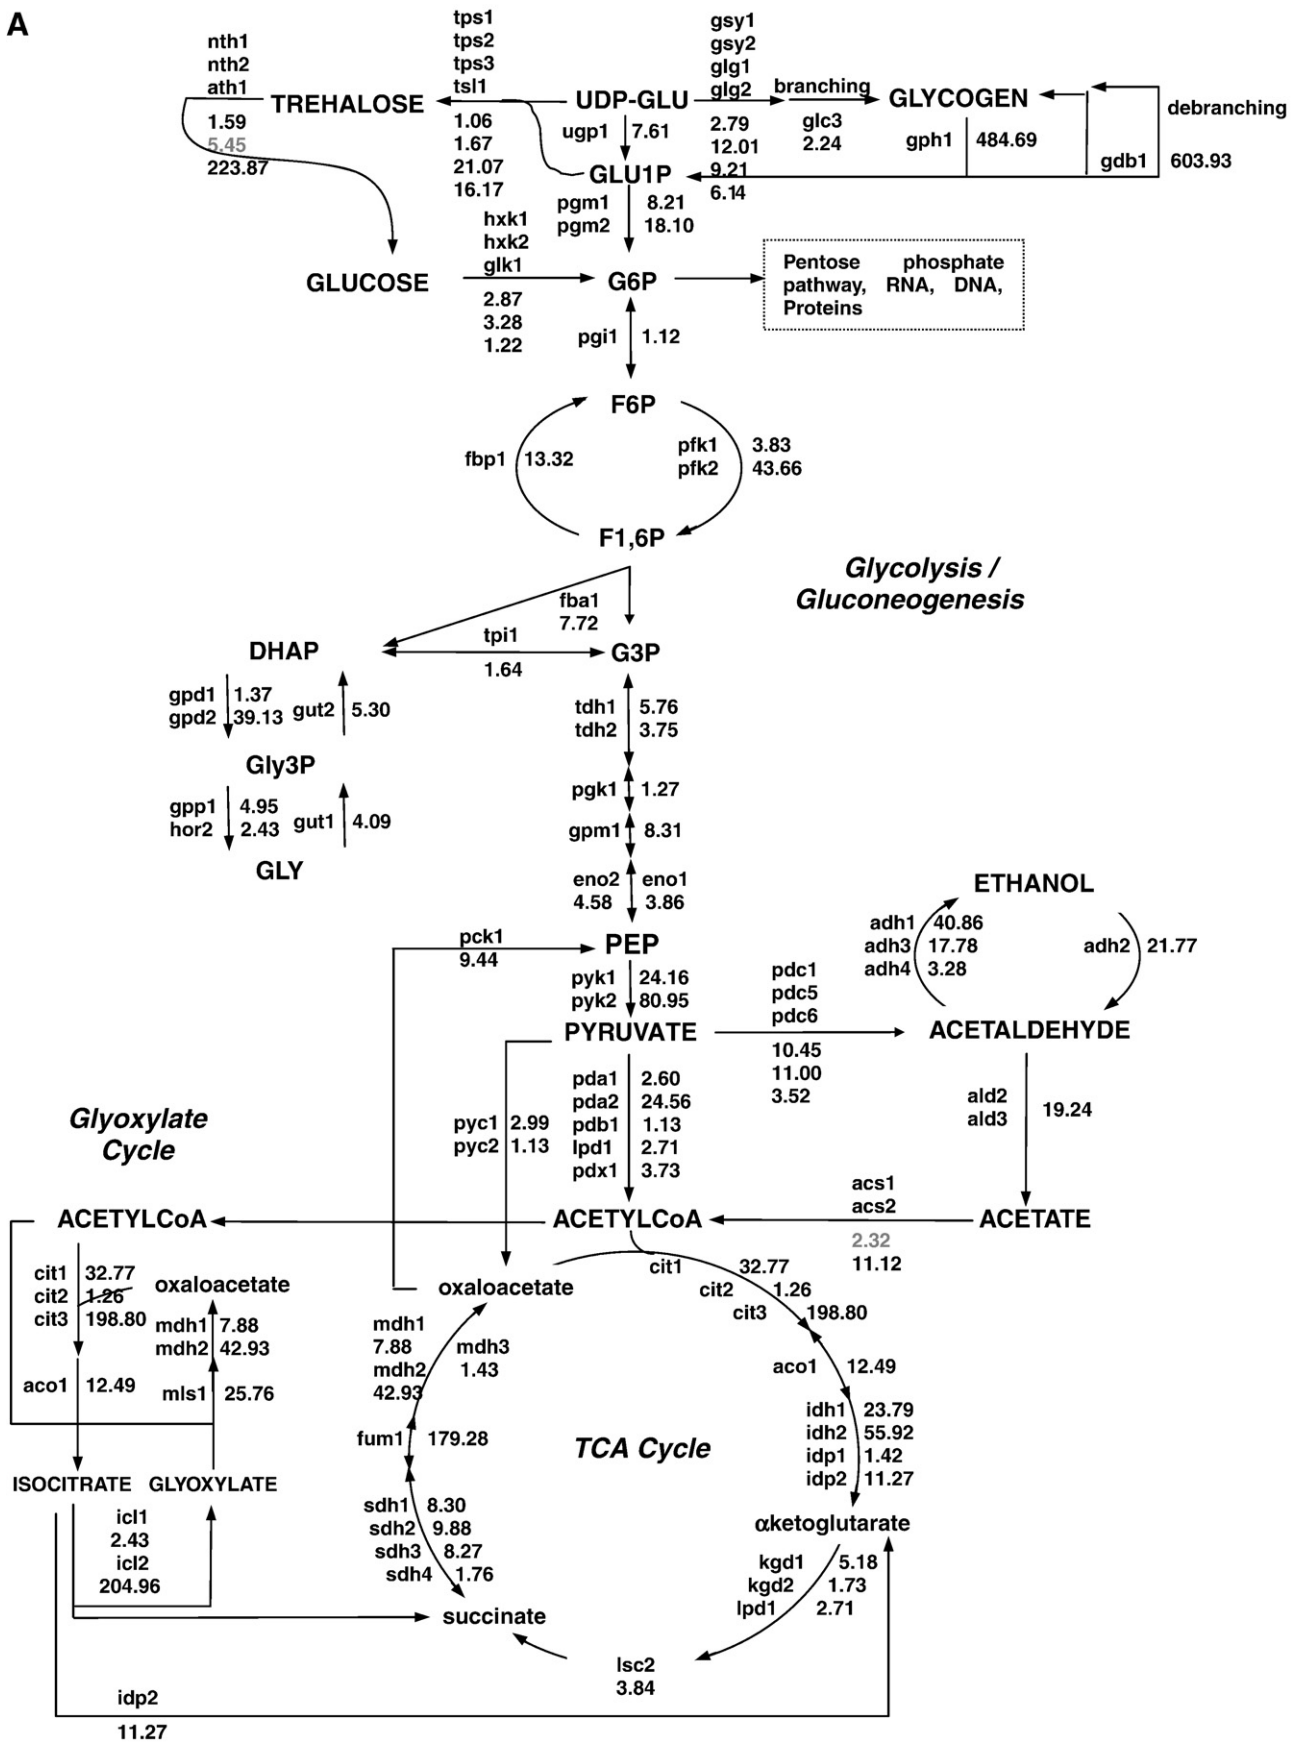 A
nth1
nth2
ath1
TREHALOSE
1.59
5.45
223.87
tps1
tps2
tps3
tsl1
1.06
1.67
21.07
16.17
UDP-GLU
ugp1 7.61
GLU1P
gsy1
gsy2
glg1
glg2
2.79
12.01
9.21
6.14
branching
glc3
2.24
GLYCOGEN
gph1 484.69
debranching
gdb1 603.93
pgm1 8.21
pgm2 18.10
hxk1
hxk2
glk1
GLUCOSE
2.87
3.28
1.22
G6P
Pentose phosphate
pathway, RNA, DNA,
Proteins
pgi1 1.12
F6P
fbp1 13.32
pfk1 3.83
pfk2 43.66
F1,6P
Glycolysis /
Gluconeogenesis
fba1
7.72
DHAP
tpi1
1.64
G3P
gpd1 1.37
gpd2 39.13
gut2 5.30
tdh1 5.76
tdh2 3.75
Gly3P
pgk1 1.27
gpp1 4.95
hor2 2.43
gut1 4.09
gpm1 8.31
GLY
eno2 eno1
4.58 3.86
ETHANOL
adh1 40.86
adh3 17.78
adh4 3.28
adh2 21.77
pck1
9.44
PEP
pyk1 24.16
pyk2 80.95
pdc1
pdc5
pdc6
PYRUVATE
ACETALDEHYDE
10.45
11.00
3.52
pda1 2.60
pda2 24.56
pdb1 1.13
lpd1 2.71
pdx1 3.73
ald2
ald3
19.24
pyc1 2.99
pyc2 1.13
Glyoxylate
Cycle
acs1
acs2
ACETYLCoA
ACETYLCoA
ACETATE
2.32
11.12
cit1 32.77
cit2 1.26
cit3 198.80
oxaloacetate
mdh1 7.88
mdh2 42.93
aco1 12.49
mls1 25.76
ISOCITRATE
GLYOXYLATE
icl1
2.43
icl2
204.96
oxaloacetate
cit1 32.77
cit2 1.26
cit3 198.80
mdh1
7.88
mdh2
42.93
mdh3
1.43
aco1 12.49
idh1 23.79
idh2 55.92
idp1 1.42
idp2 11.27
fum1 179.28
TCA Cycle
sdh1 8.30
sdh2 9.88
sdh3 8.27
sdh4 1.76
αketoglutarate
kgd1 5.18
kgd2 1.73
lpd1 2.71
succinate
lsc2
3.84
idp2
11.27